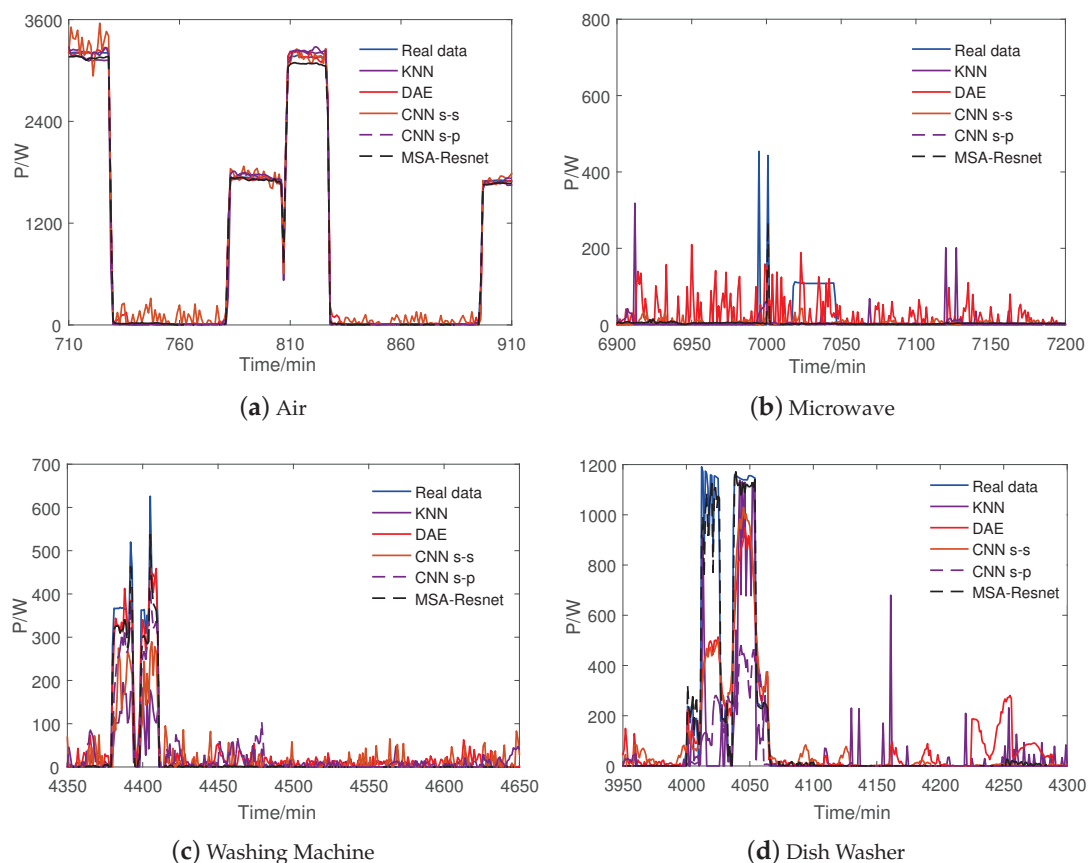 3600
2400
1200
0
P/W
710
760
810
860
910
Time/min
Real data
KNN
DAE
CNN s-s
CNN s-p
MSA-Resnet
(a) Air
800
600
400
200
0
P/W
6900
6950
7000
7050
7100
7150
7200
Time/min
Real data
KNN
DAE
CNN s-s
CNN s-p
MSA-Resnet
(b) Microwave
700
600
500
400
300
200
100
0
P/W
4350
4400
4450
4500
4550
4600
4650
Time/min
Real data
KNN
DAE
CNN s-s
CNN s-p
MSA-Resnet
(c) Washing Machine
1200
1000
800
600
400
200
0
P/W
3950
4000
4050
4100
4150
4200
4250
4300
Time/min
Real data
KNN
DAE
CNN s-s
CNN s-p
MSA-Resnet
(d) Dish Washer